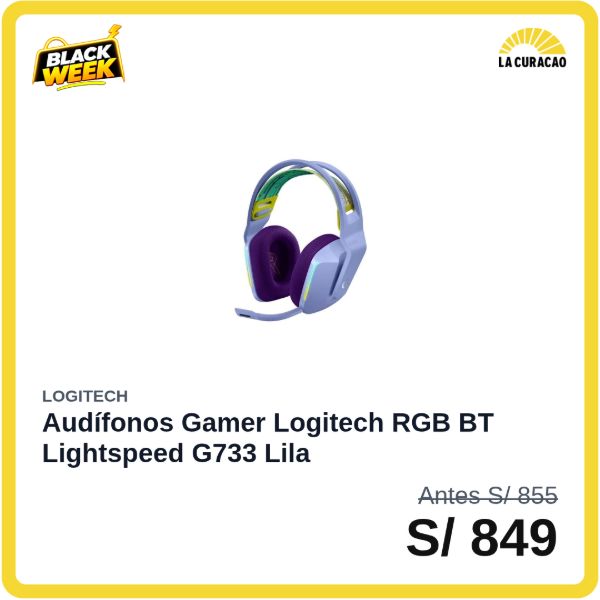 BLACK
WEEK
LA CURACAO
LOGITECH
Audífonos Gamer Logitech RGB BT
Lightspeed G733 Lila
Antes S/ 855
S/ 849